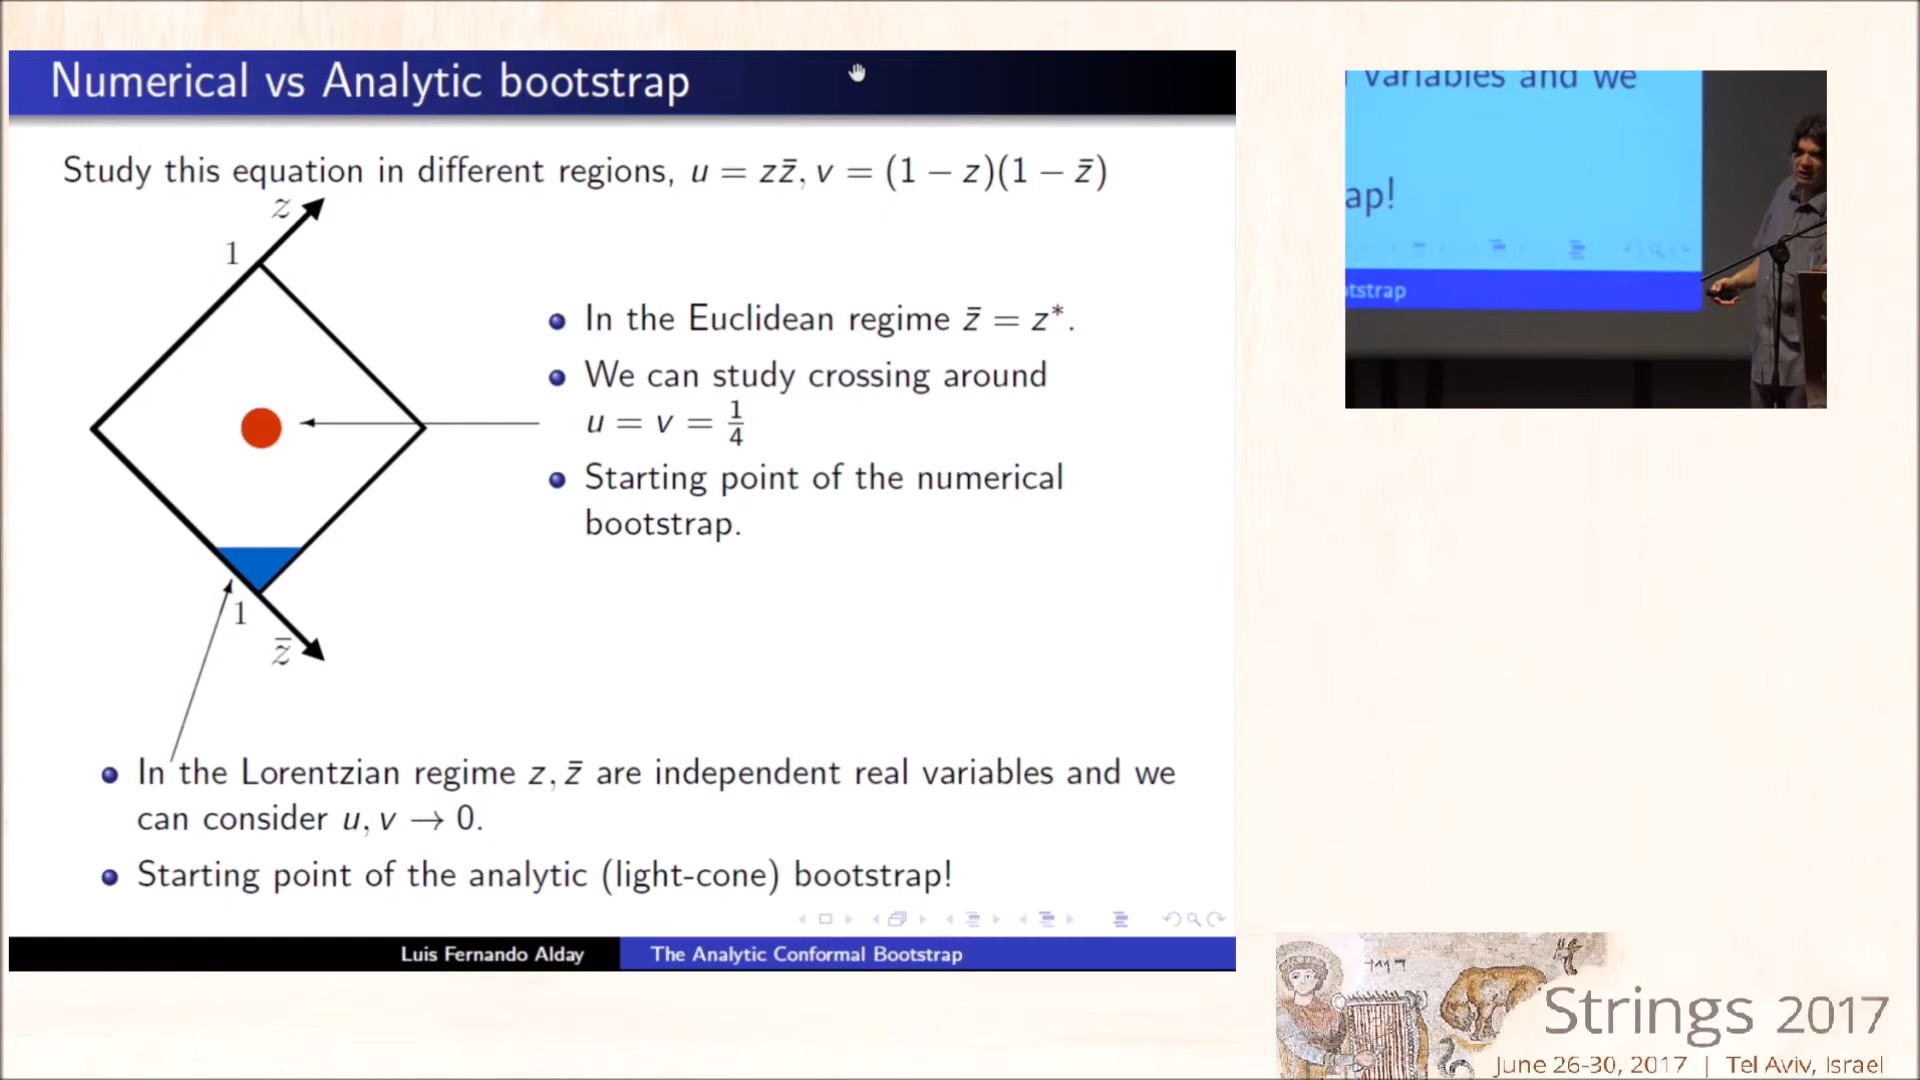 Numerical vs Analytic bootstrap
Study this equation in different regions, u = zz̄, v = (1 − z)(1 − z̄)
z
1
In the Euclidean regime z̄ = z*.
We can study crossing around
u = v = 1/4
Starting point of the numerical
bootstrap.
1
z̄
In the Lorentzian regime z, z̄ are independent real variables and we
can consider u, v → 0.
Starting point of the analytic (light-cone) bootstrap!
Luis Fernando Alday
The Analytic Conformal Bootstrap
variables and we
ap!
tstrap
Strings 2017
June 26-30, 2017 | Tel Aviv, Israel